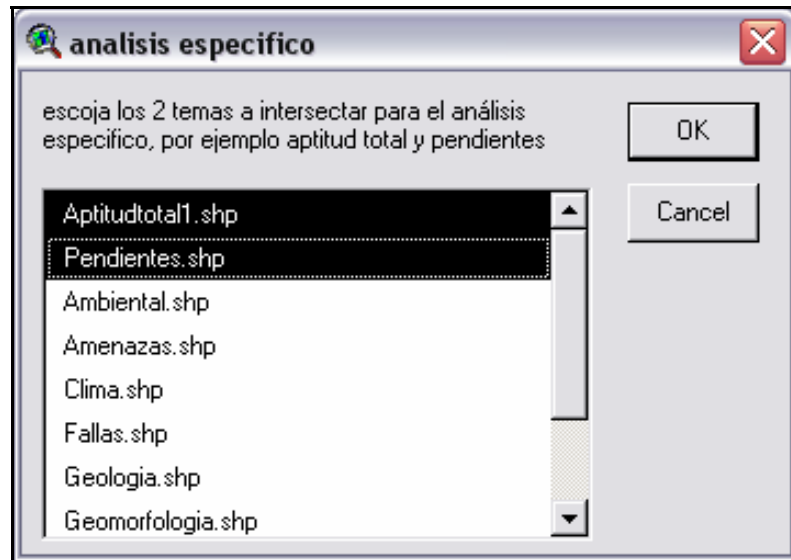 analisis especifico
escoja los 2 temas a intersectar para el análisis
especifico, por ejemplo aptitud total y pendientes
OK
Cancel
Aptitudtotal1.shp
Pendientes.shp
Ambiental.shp
Amenazas.shp
Clima.shp
Fallas.shp
Geologia.shp
Geomorfologia.shp